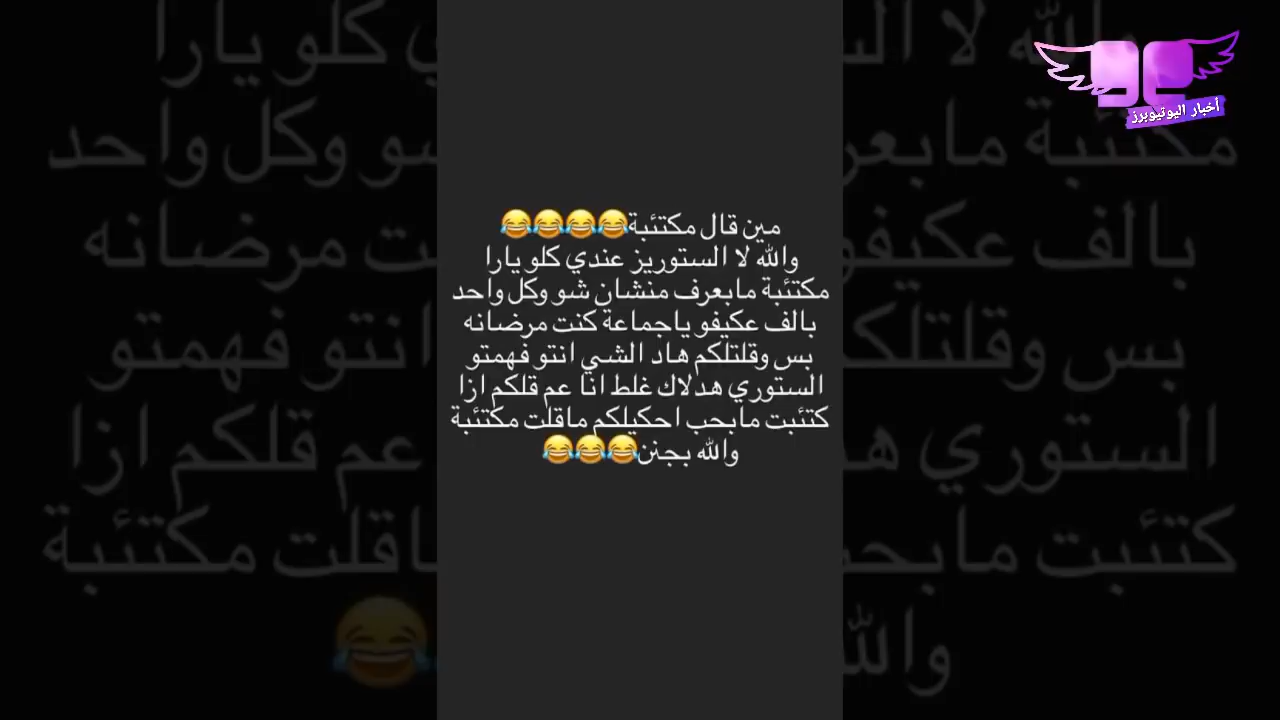 أخبار اليوتيوبرز
مين قال مكتئبة😂😂😂😂
والله لا الستوريز عندي كلو يارا
مكتئبة مابعرف منشان شو وكل واحد
بالف عكيفو ياجماعة كنت مرضانه
بس وقلتلكم هاد الشي انتو فهمتو
الستوري هدلاك غلط انا عم قلكم ازا
كتئبت مابحب احكيلكم ماقلت مكتئبة
والله بجنن😂😂😂